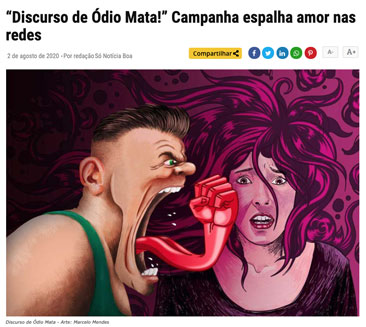 “Discurso de Ódio Mata!” Campanha espalha amor nas
redes
2 de agosto de 2020 - Por redação Só Notícia Boa
Compartilhar
A-
A+
Discurso de Ódio Mata - Arte: Marcelo Mendes